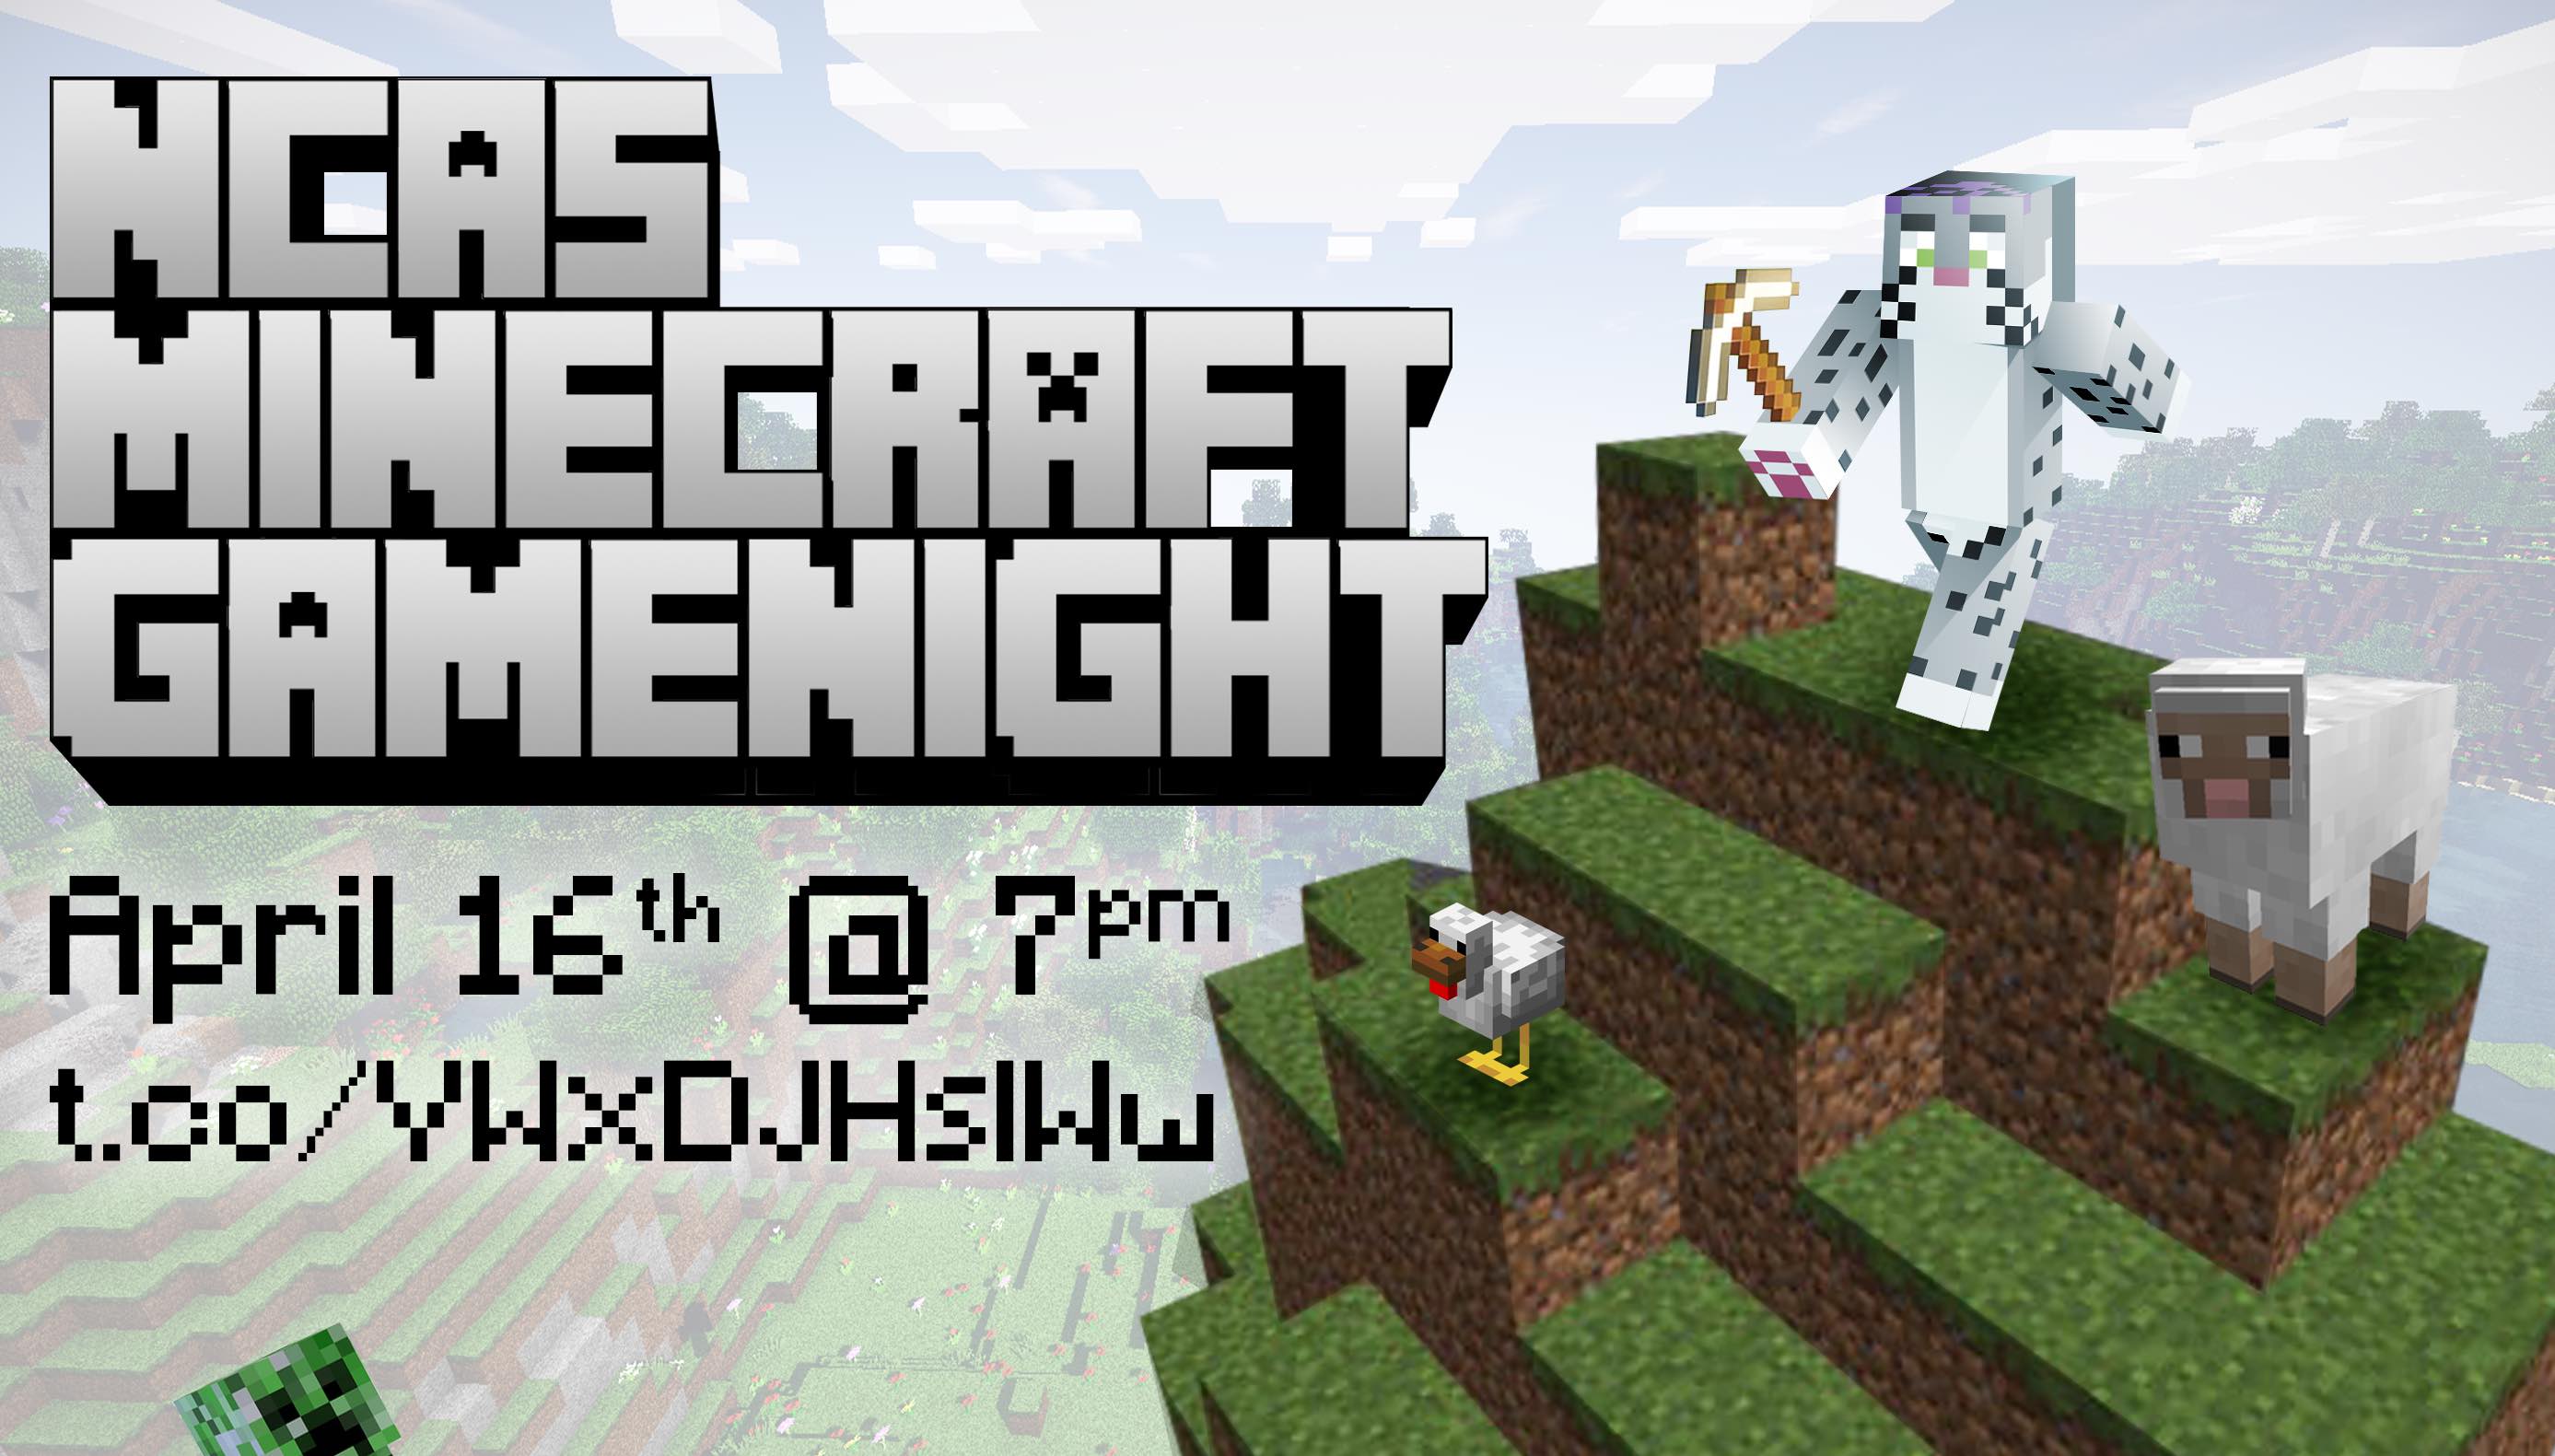 NCAS
MINECRAFT
GAMENIGHT
April 16th @ 7pm
t.co/YWxDJHslWw